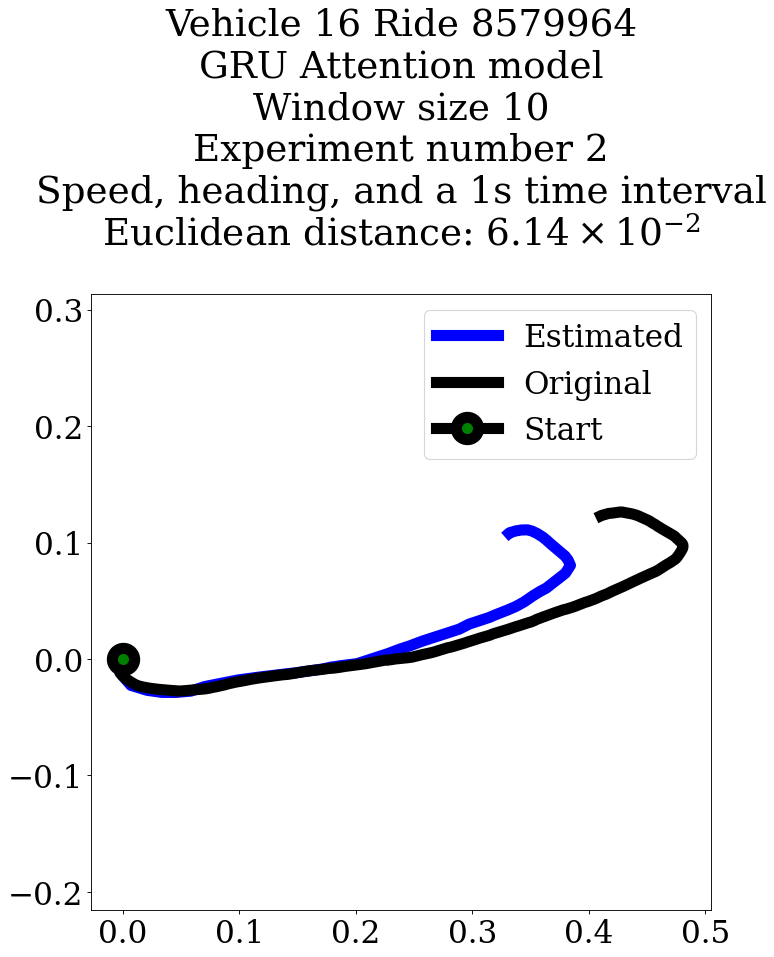 Vehicle 16 Ride 8579964
GRU Attention model
Window size 10
Experiment number 2
Speed, heading, and a 1s time interval
Euclidean distance: 6.14 × 10⁻²
0.3
0.2
0.1
0.0
−0.1
−0.2
Estimated
Original
Start
0.0 0.1 0.2 0.3 0.4 0.5